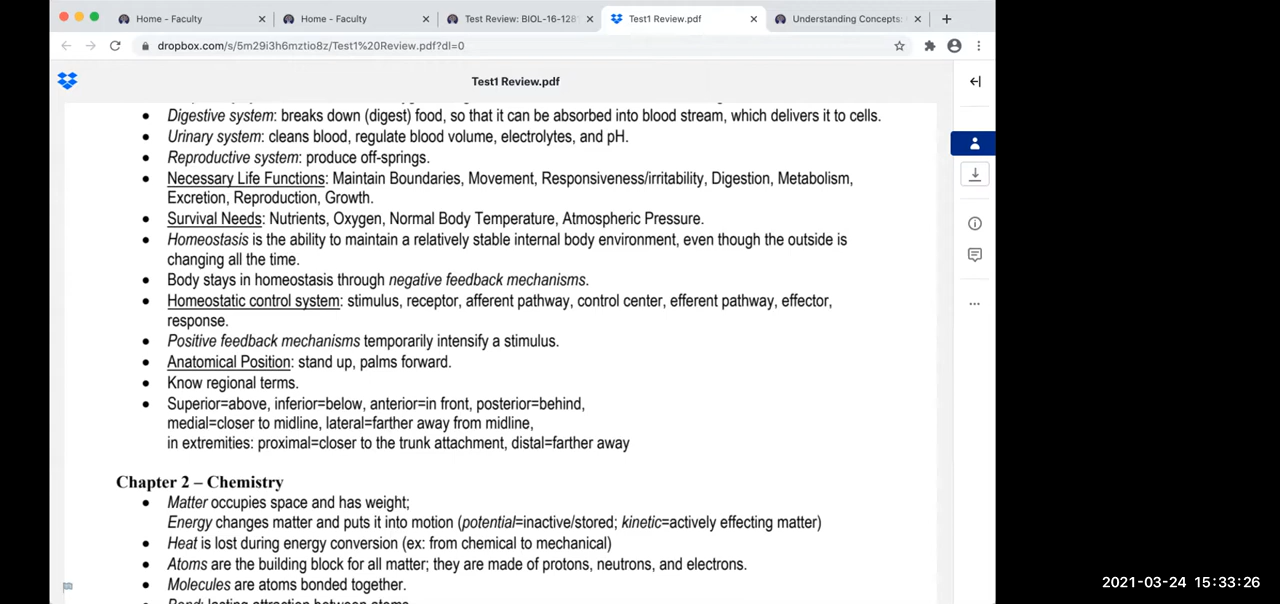 Home - Faculty
Home - Faculty
Test Review: BIOL-16-128
Test1 Review.pdf
Understanding Concepts:
dropbox.com/s/5m29i3h6mztio8z/Test1%20Review.pdf?dl=0
Test1 Review.pdf
• Digestive system: breaks down (digest) food, so that it can be absorbed into blood stream, which delivers it to cells.
• Urinary system: cleans blood, regulate blood volume, electrolytes, and pH.
• Reproductive system: produce off-springs.
• Necessary Life Functions: Maintain Boundaries, Movement, Responsiveness/irritability, Digestion, Metabolism,
Excretion, Reproduction, Growth.
• Survival Needs: Nutrients, Oxygen, Normal Body Temperature, Atmospheric Pressure.
• Homeostasis is the ability to maintain a relatively stable internal body environment, even though the outside is
changing all the time.
• Body stays in homeostasis through negative feedback mechanisms.
• Homeostatic control system: stimulus, receptor, afferent pathway, control center, efferent pathway, effector,
response.
• Positive feedback mechanisms temporarily intensify a stimulus.
• Anatomical Position: stand up, palms forward.
• Know regional terms.
• Superior=above, inferior=below, anterior=in front, posterior=behind,
medial=closer to midline, lateral=farther away from midline,
in extremities: proximal=closer to the trunk attachment, distal=farther away
Chapter 2 – Chemistry
• Matter occupies space and has weight;
Energy changes matter and puts it into motion (potential=inactive/stored; kinetic=actively effecting matter)
• Heat is lost during energy conversion (ex: from chemical to mechanical)
• Atoms are the building block for all matter; they are made of protons, neutrons, and electrons.
• Molecules are atoms bonded together.
• Bond: lasting attraction between atoms
2021-03-24 15:33:26